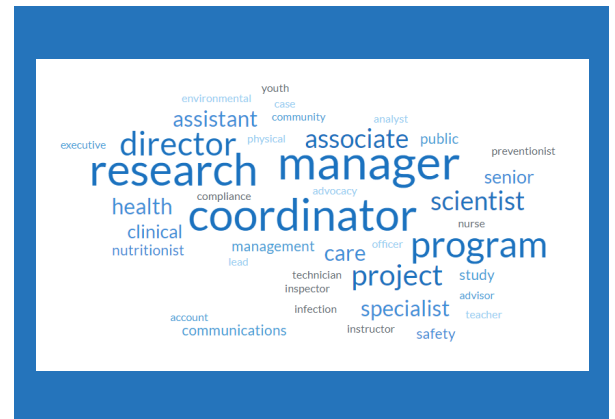 youth
environmental
case
assistant
community
analyst
executive
director
physical
associate
public
preventionist
research
manager
senior
compliance
advocacy
scientist
health
coordinator
nurse
clinical
nutritionist
management
care
officer
program
lead
technician
project
study
inspector
advisor
infection
specialist
account
teacher
communications
instructor
safety